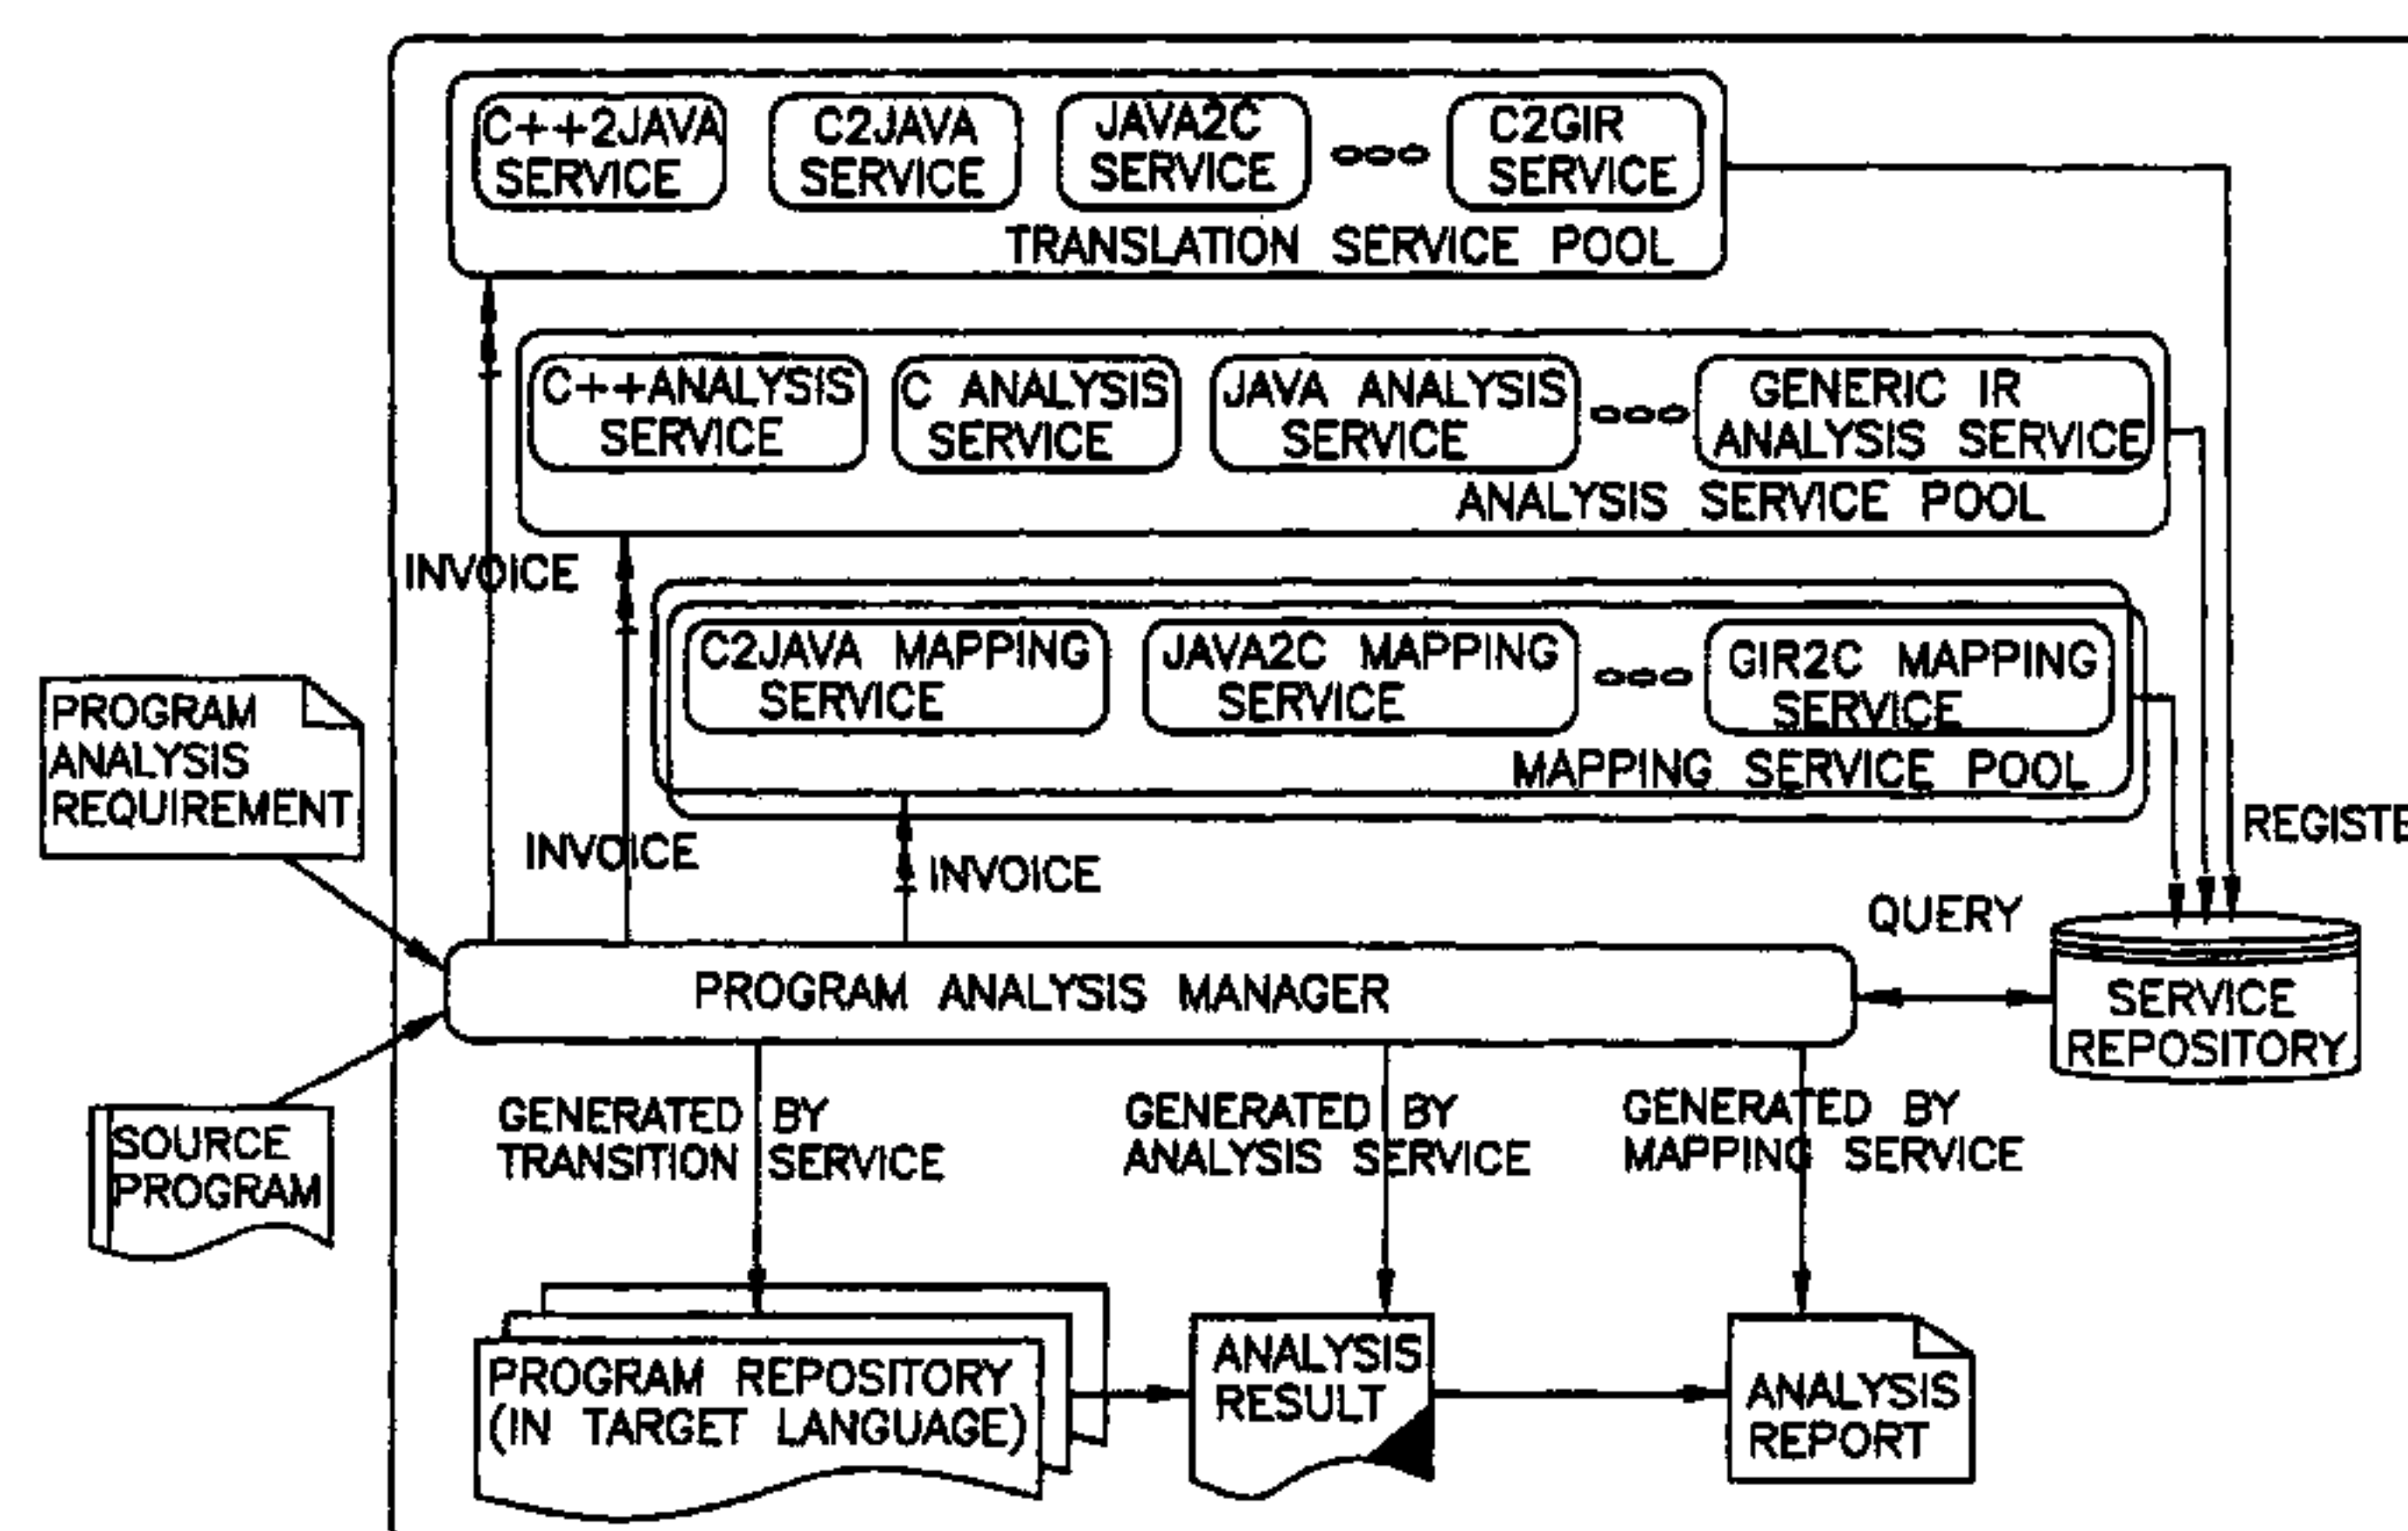 C++2JAVA
SERVICE
C2JAVA
SERVICE
JAVA2C
SERVICE
C2GIR
SERVICE
TRANSLATION SERVICE POOL
C++ANALYSIS
SERVICE
C ANALYSIS
SERVICE
JAVA ANALYSIS
SERVICE
GENERIC IR
ANALYSIS SERVICE
ANALYSIS SERVICE POOL
INVOICE
C2JAVA MAPPING
SERVICE
JAVA2C MAPPING
SERVICE
GIR2C MAPPING
SERVICE
MAPPING SERVICE POOL
PROGRAM
ANALYSIS
REQUIREMENT
INVOICE
INVOICE
REGISTE
QUERY
PROGRAM ANALYSIS MANAGER
SERVICE
REPOSITORY
SOURCE
PROGRAM
GENERATED BY
TRANSITION SERVICE
GENERATED BY
ANALYSIS SERVICE
GENERATED BY
MAPPING SERVICE
PROGRAM REPOSITORY
(IN TARGET LANGUAGE)
ANALYSIS
RESULT
ANALYSIS
REPORT